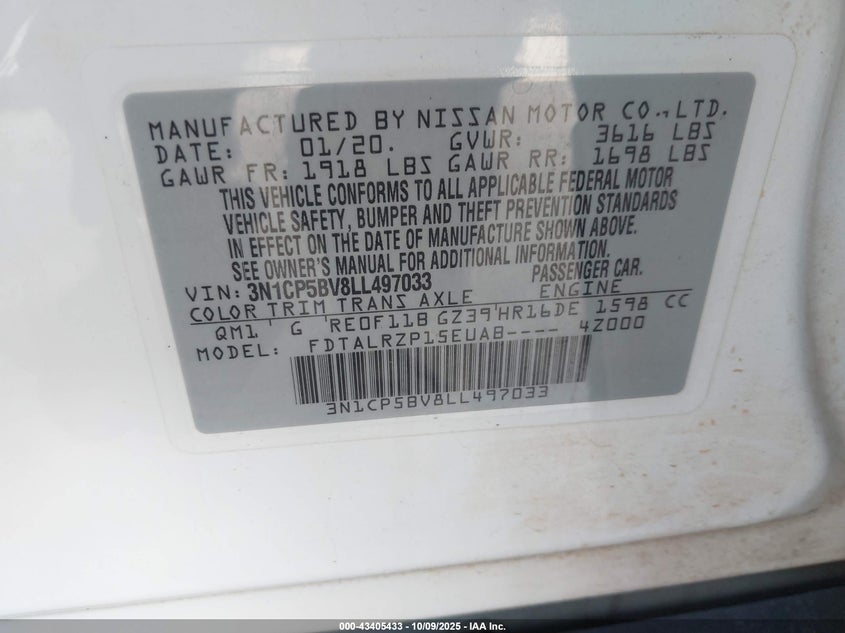 MANUFACTURED BY NISSAN MOTOR CO.,LTD.
DATE: 01/20. GVWR: 3616 LBS
GAWR FR: 1918 LBS GAWR RR: 1698 LBS
THIS VEHICLE CONFORMS TO ALL APPLICABLE FEDERAL MOTOR
VEHICLE SAFETY, BUMPER AND THEFT PREVENTION STANDARDS
IN EFFECT ON THE DATE OF MANUFACTURE SHOWN ABOVE.
SEE OWNER'S MANUAL FOR ADDITIONAL INFORMATION.
VIN: 3N1CP5BV8LL497033 PASSENGER CAR.
COLOR TRIM TRANS AXLE ENGINE
QM1 G RE0F11B GZ39 HR16DE 1598 CC
MODEL: FDTALRZP15EUAB---- 4Z000
3N1CP5BV8LL497033
000-43405433 - 10/09/2025 - IAA Inc.